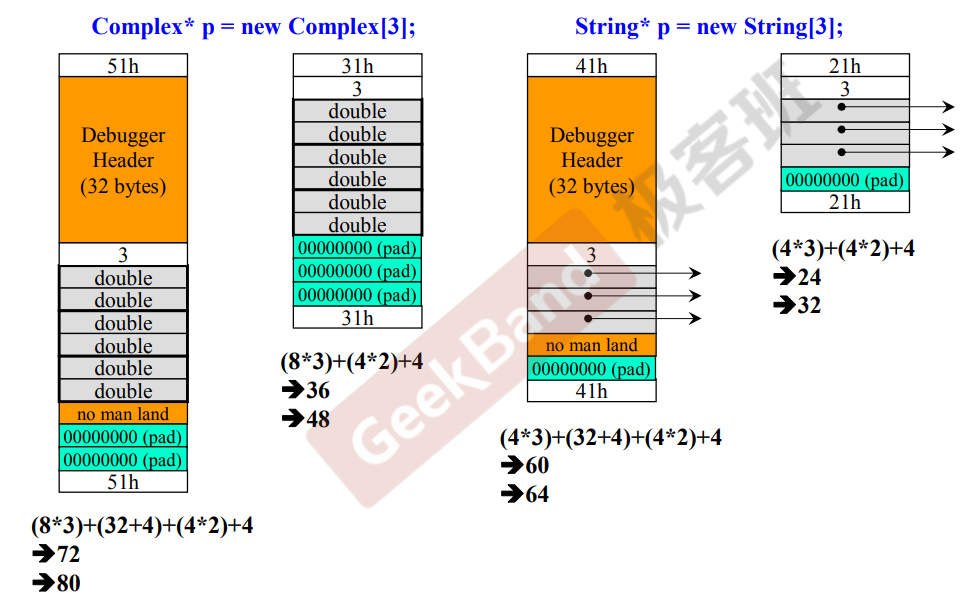 Complex* p = new Complex[3];
51h
Debugger
Header
(32 bytes)
3
double
double
double
double
double
double
no man land
00000000 (pad)
00000000 (pad)
51h
(8*3)+(32+4)+(4*2)+4
➔72
➔80
31h
3
double
double
double
double
double
double
00000000 (pad)
00000000 (pad)
00000000 (pad)
31h
(8*3)+(4*2)+4
➔36
➔48
String* p = new String[3];
41h
Debugger
Header
(32 bytes)
3
no man land
00000000 (pad)
41h
(4*3)+(32+4)+(4*2)+4
➔60
➔64
21h
3
00000000 (pad)
21h
(4*3)+(4*2)+4
➔24
➔32
GeekBand 极客班